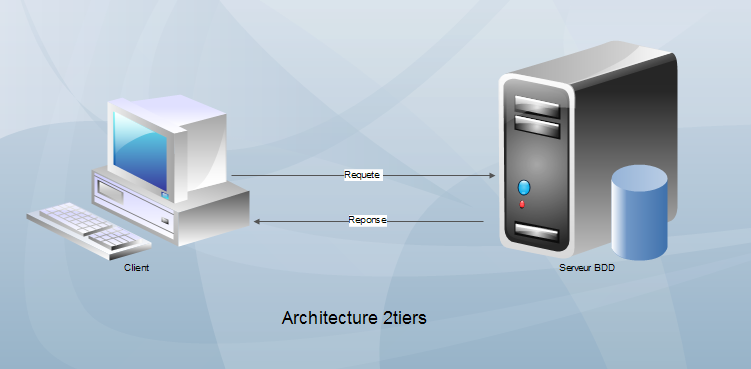 Requete
Reponse
Client
Serveur BDD
Architecture 2tiers